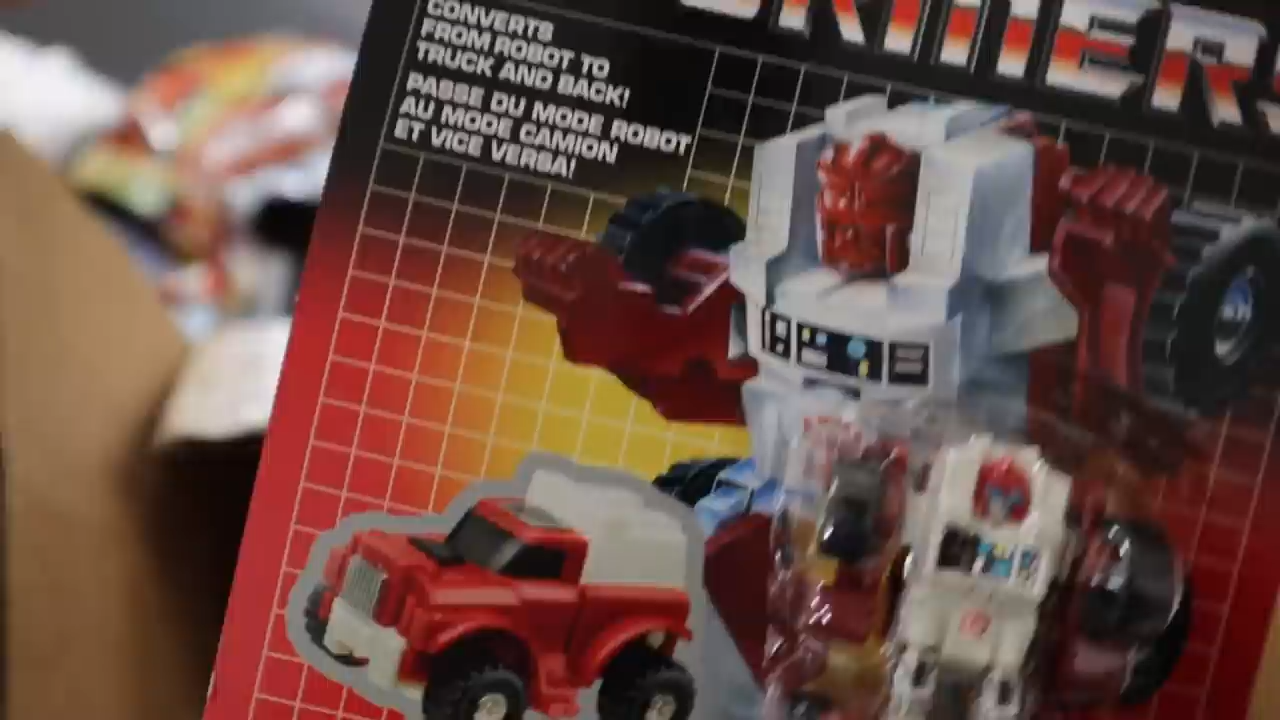 CONVERTS
FROM ROBOT TO
TRUCK AND BACK!
PASSE DU MODE ROBOT
AU MODE CAMION
ET VICE VERSA!